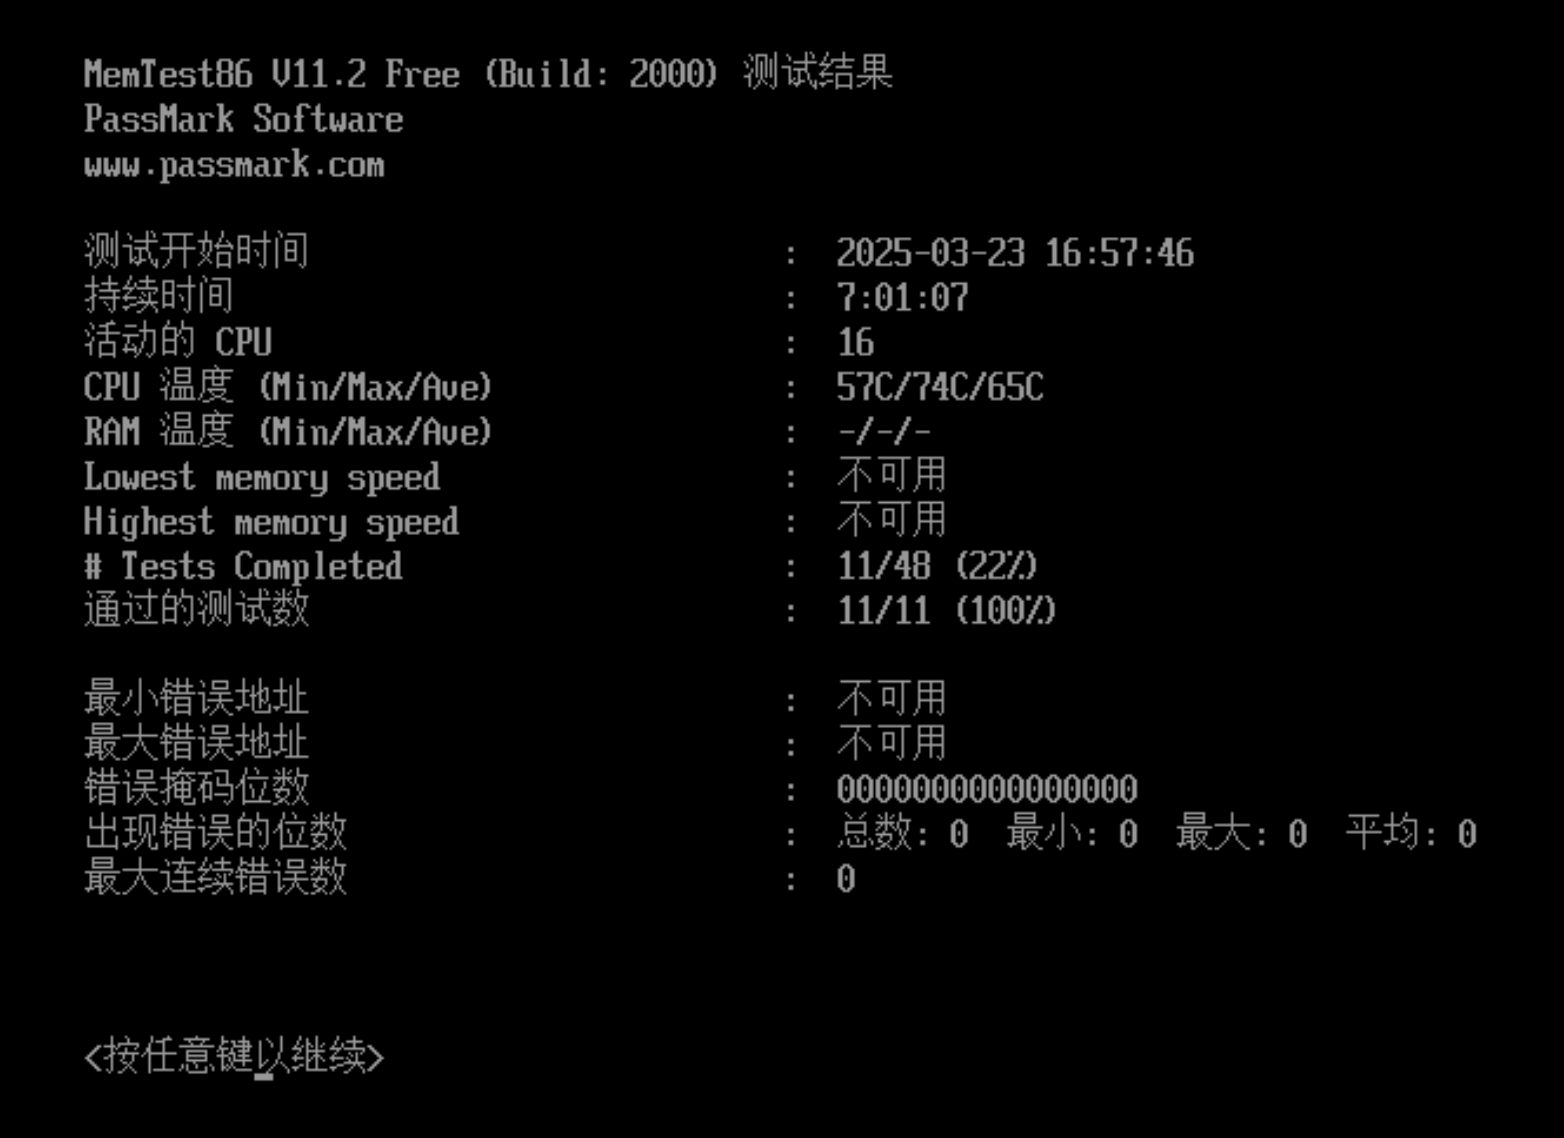 MemTest86 V11.2 Free (Build: 2000) 测试结果
PassMark Software
www.passmark.com
测试开始时间 : 2025-03-23 16:57:46
持续时间 : 7:01:07
活动的 CPU : 16
CPU 温度 (Min/Max/Ave) : 57C/74C/65C
RAM 温度 (Min/Max/Ave) : -/-/-
Lowest memory speed : 不可用
Highest memory speed : 不可用
# Tests Completed : 11/48 (22%)
通过的测试数 : 11/11 (100%)
最小错误地址 : 不可用
最大错误地址 : 不可用
错误掩码位数 : 0000000000000000
出现错误的位数 : 总数: 0 最小: 0 最大: 0 平均: 0
最大连续错误数 : 0
<按任意键以继续>